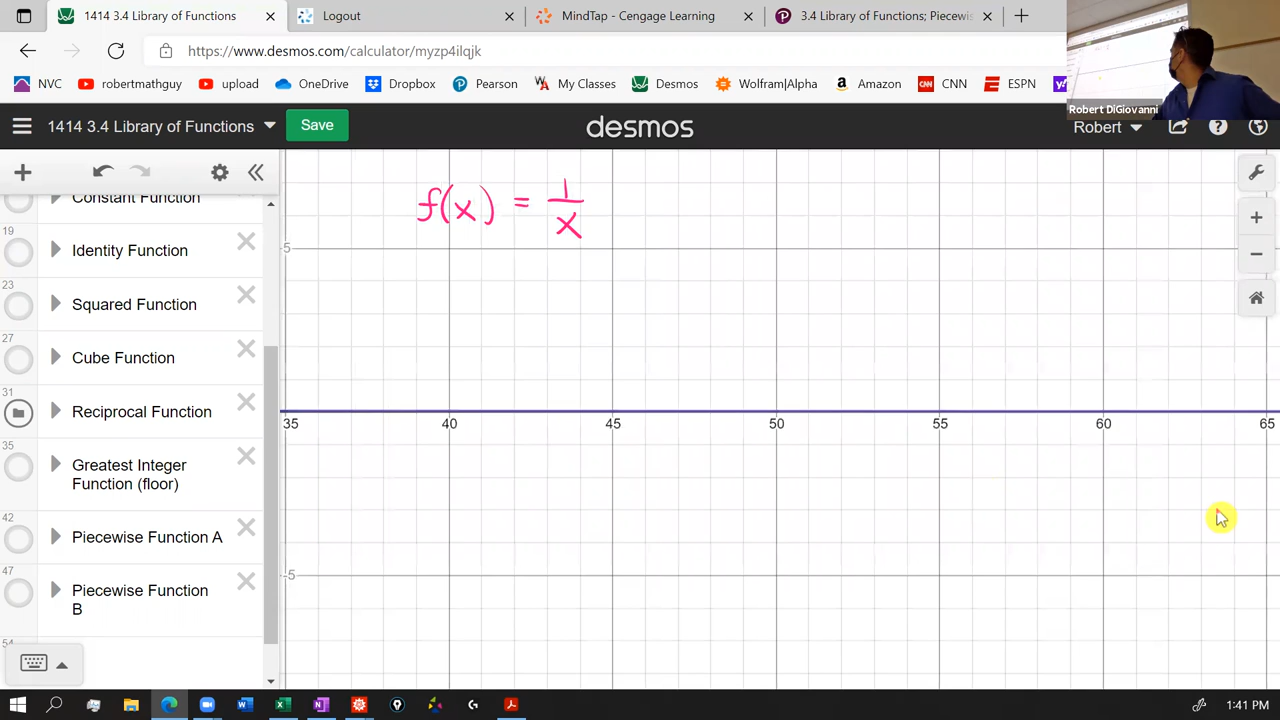 1414 3.4 Library of Functions
Logout
MindTap - Cengage Learning
3.4 Library of Functions; Piecewis
https://www.desmos.com/calculator/myzp4ilqjk
NVC
robertmathguy
upload
OneDrive
Dropbox
Pearson
My Classes
Desmos
Wolfram|Alpha
Amazon
CNN
ESPN
Robert DiGiovanni
1414 3.4 Library of Functions
Save
desmos
Robert
f(x) = 1/x
Constant Function
19
Identity Function
23
Squared Function
27
Cube Function
31
Reciprocal Function
35
Greatest Integer
Function (floor)
42
Piecewise Function A
47
Piecewise Function
B
54
5
35 40 45 50 55 60 65
-5
1:41 PM